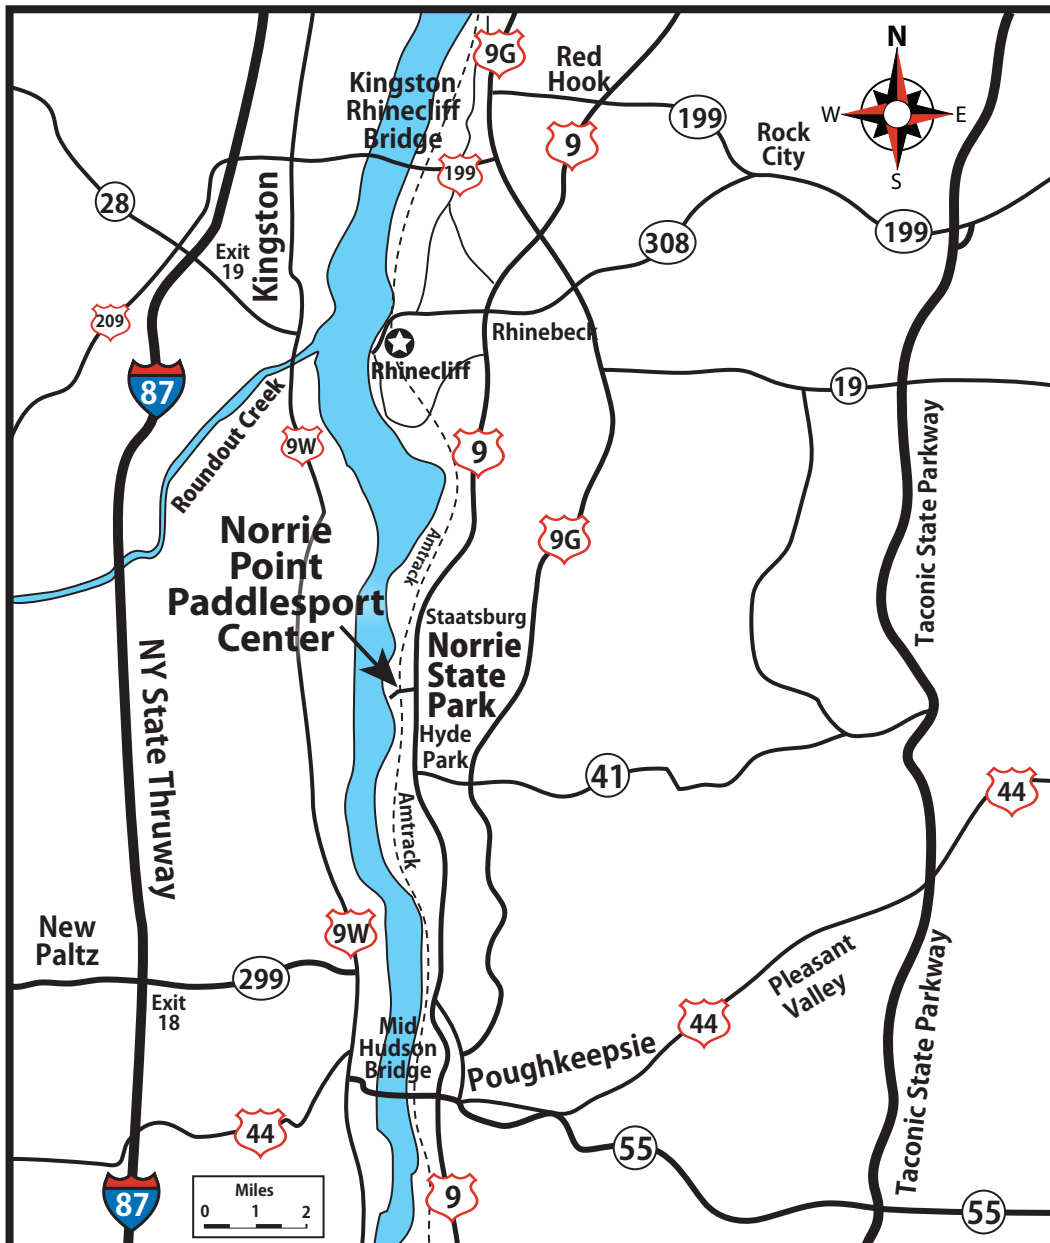 N
W
E
S
9G
Red
Hook
Kingston
Rhinecliff
Bridge
199
9
Rock
City
199
28
Exit
19
Kingston
308
199
209
Rhinebeck
Rhinecliff
87
19
Roundout Creek
9W
9
Taconic State Parkway
9G
Amtrack
Norrie
Point
Paddlesport
Center
Staatsburg
Norrie
State
Park
Hyde
Park
NY State Thruway
41
44
Amtrack
New
Paltz
9W
299
Pleasant
Valley
Exit
18
44
Mid
Hudson
Bridge
Poughkeepsie
Taconic State Parkway
44
55
87
Miles
0 1 2
9
55